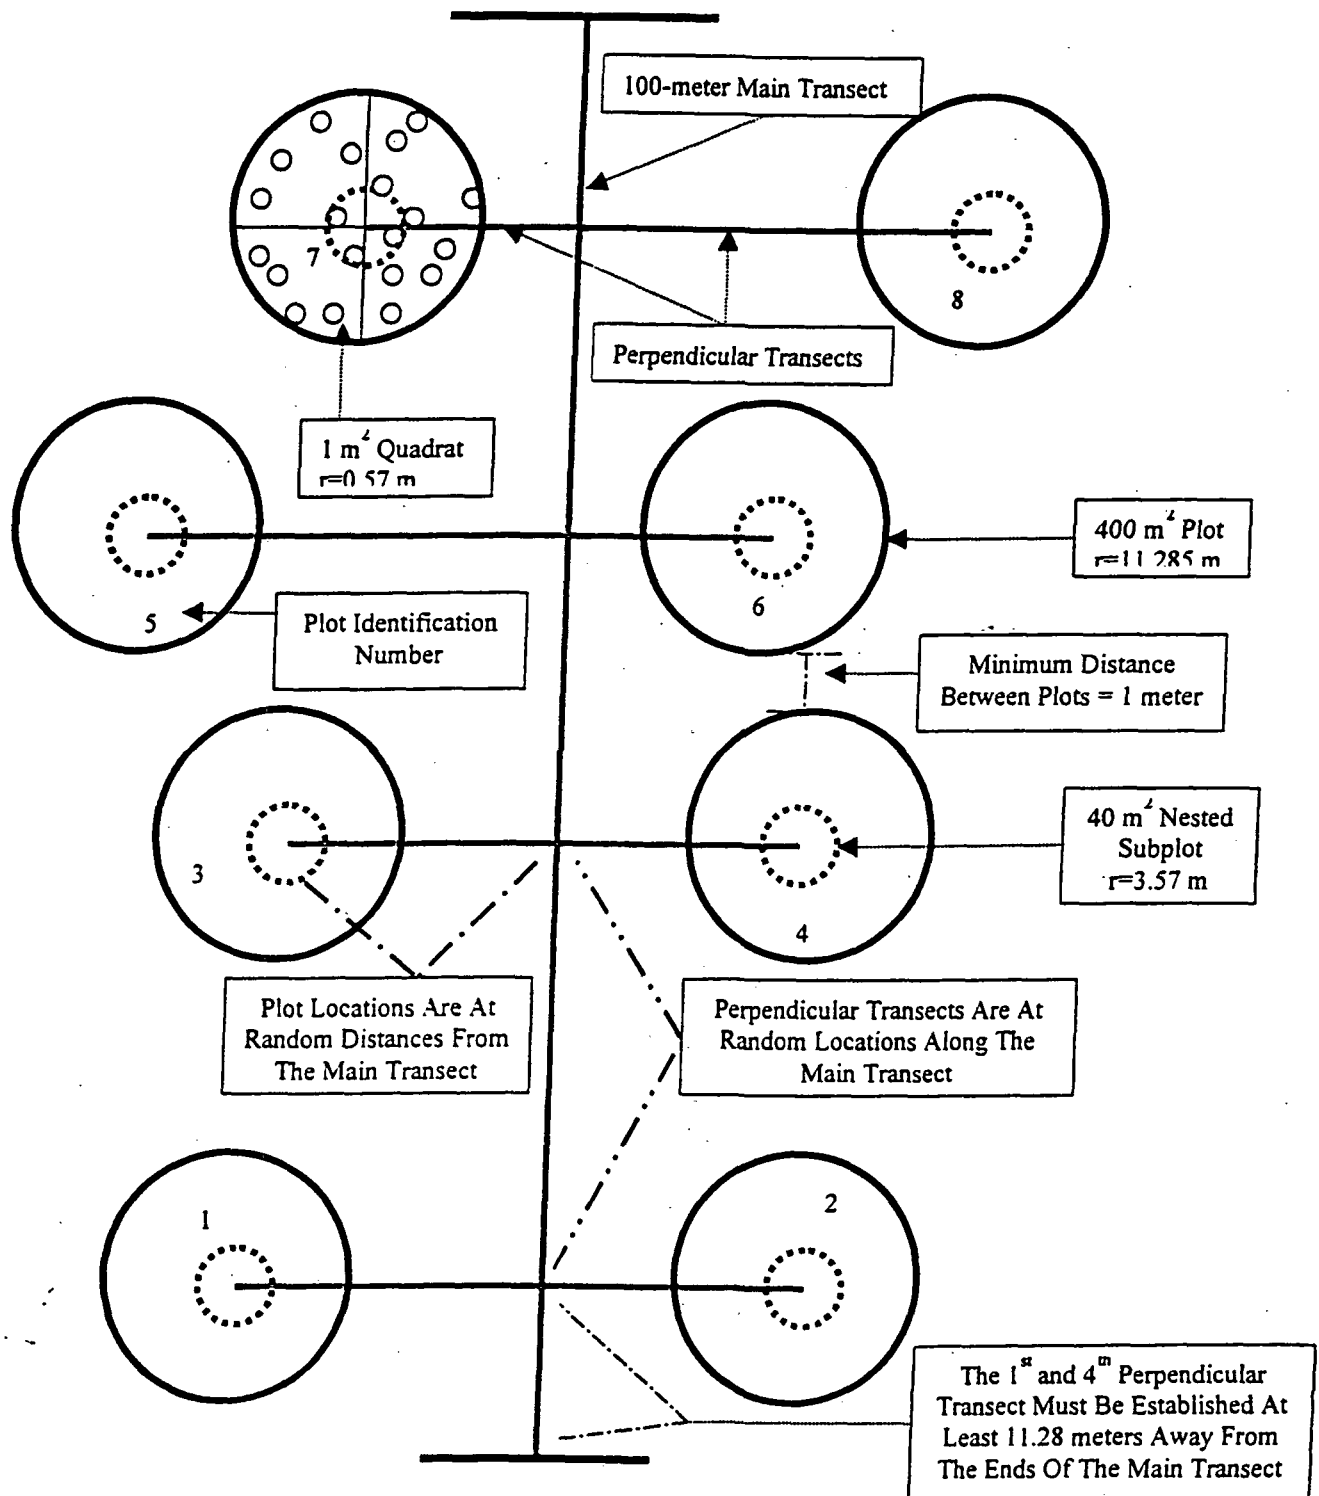 100-meter Main Transect
7
8
Perpendicular Transects
1 m² Quadrat
r=0.57 m
400 m² Plot
r=11.285 m
5
6
Plot Identification
Number
Minimum Distance
Between Plots = 1 meter
40 m² Nested
Subplot
r=3.57 m
3
4
Plot Locations Are At
Random Distances From
The Main Transect
Perpendicular Transects Are At
Random Locations Along The
Main Transect
1
2
The 1st and 4th Perpendicular
Transect Must Be Established At
Least 11.28 meters Away From
The Ends Of The Main Transect